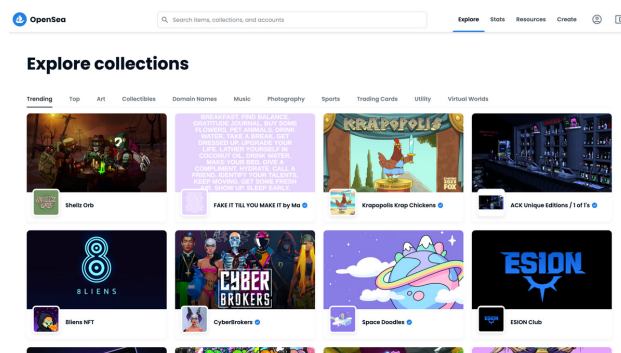 OpenSea
Search items, collections, and accounts
Explore Stats Resources Create
Explore collections
Trending Top Art Collectibles Domain Names Music Photography Sports Trading Cards Utility Virtual Worlds
BREAKFAST, FIND BALANCE,
GRATITUDE JOURNAL, BUY SOME
FLOWERS, PET ANIMALS, DRINK
WATER, TAKE A BREAK, GET
DRESSED UP, UPGRADE YOUR
LIFE, LATHER YOURSELF IN
COCONUT OIL, DRINK WATER,
MAKE YOUR BED, GIVE A
COMPLIMENT, HYDRATE, CALL A
FRIEND, IDENTIFY YOUR TALENTS,
KEEP MOVING, GET SOME FRESH
AIR, SHOW UP, SLEEP EARLY
KRAPOPOLIS
FOX
Shellz Orb
FAKE IT TILL YOU MAKE IT by Ma
Krapopolis Krap Chickens
ACK Unique Editions / 1 of 1's
8LIENS
CYBER
BROKERS
ESION
8liens NFT
CyberBrokers
Space Doodles
ESION
ESION Club